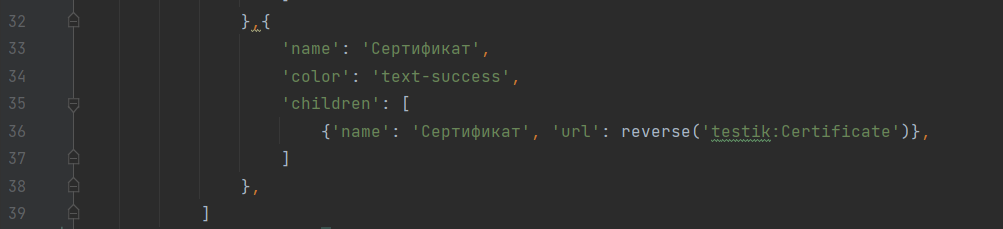 32 },{
33 'name': 'Сертификат',
34 'color': 'text-success',
35 'children': [
36 {'name': 'Сертификат', 'url': reverse('testik:Certificate')},
37 ]
38 },
39 ]